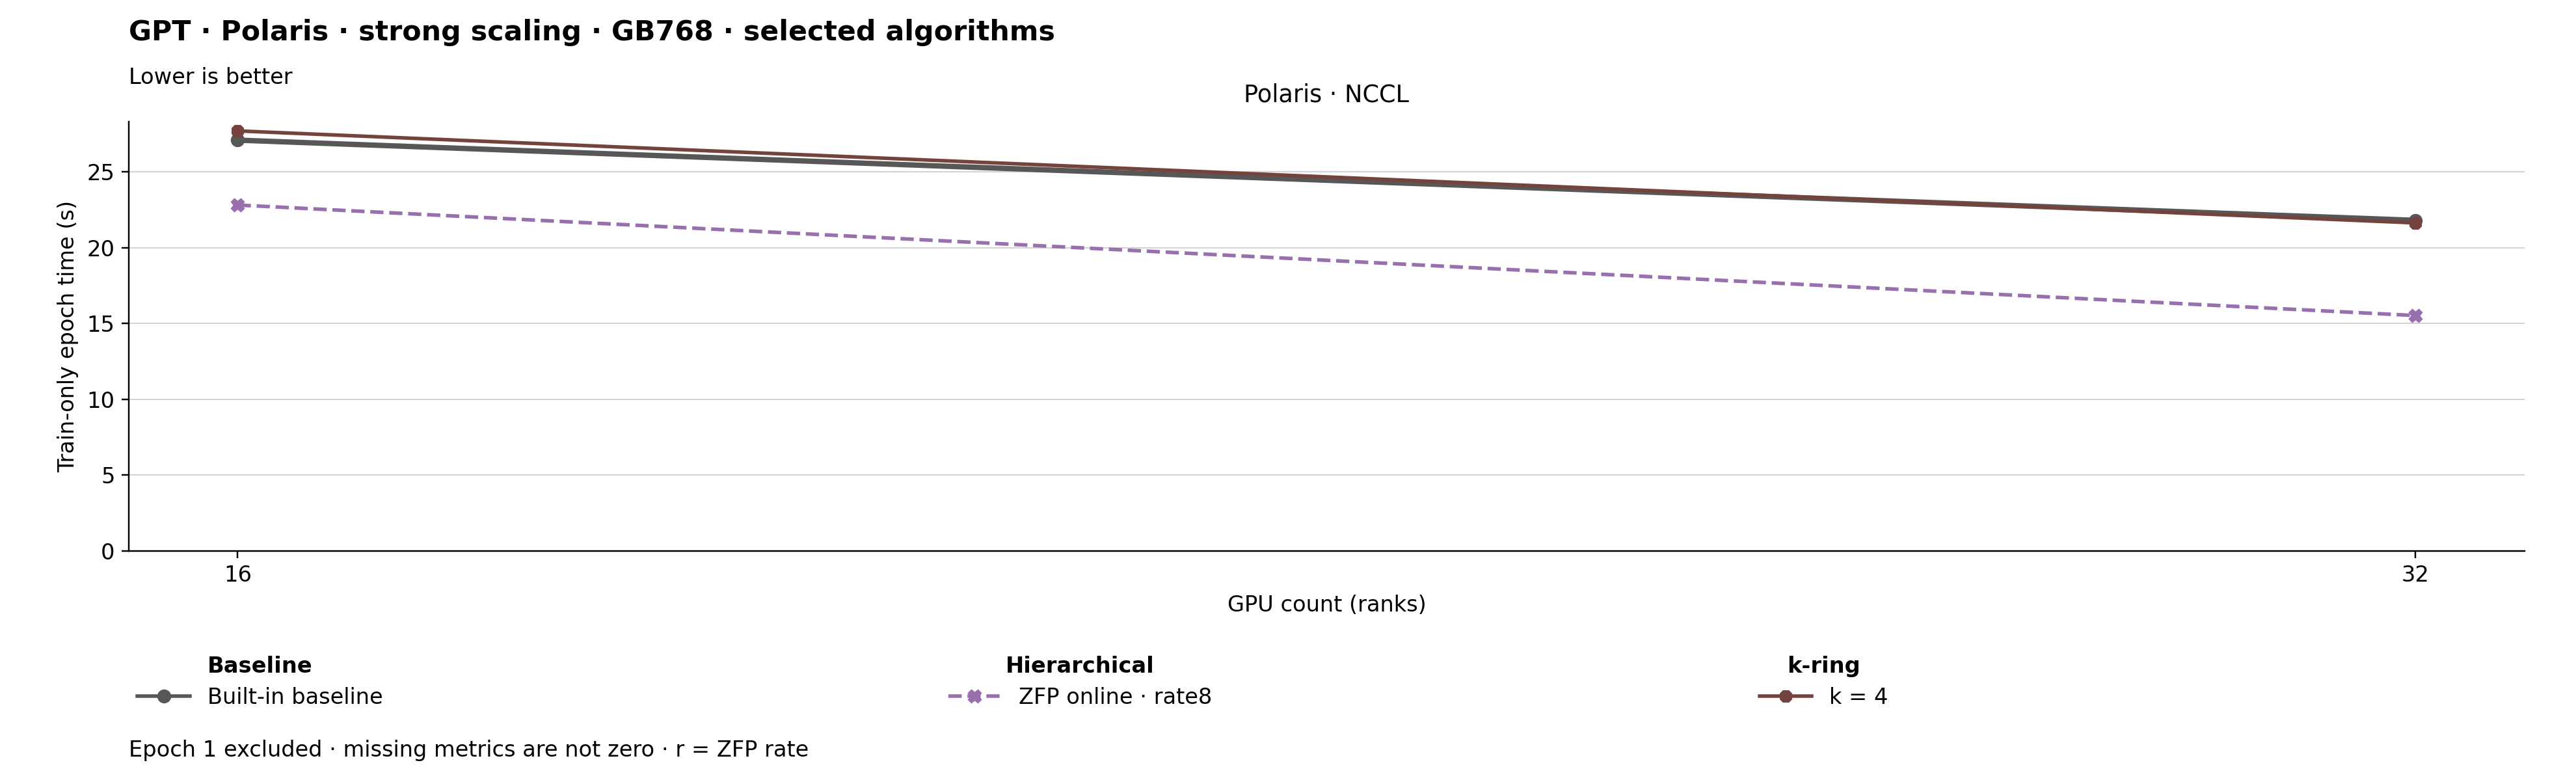 GPT · Polaris · strong scaling · GB768 · selected algorithms
Lower is better
Polaris · NCCL
Train-only epoch time (s)
25
20
15
10
5
0
16
32
GPU count (ranks)
Baseline
Built-in baseline
Hierarchical
ZFP online · rate8
k-ring
k = 4
Epoch 1 excluded · missing metrics are not zero · r = ZFP rate